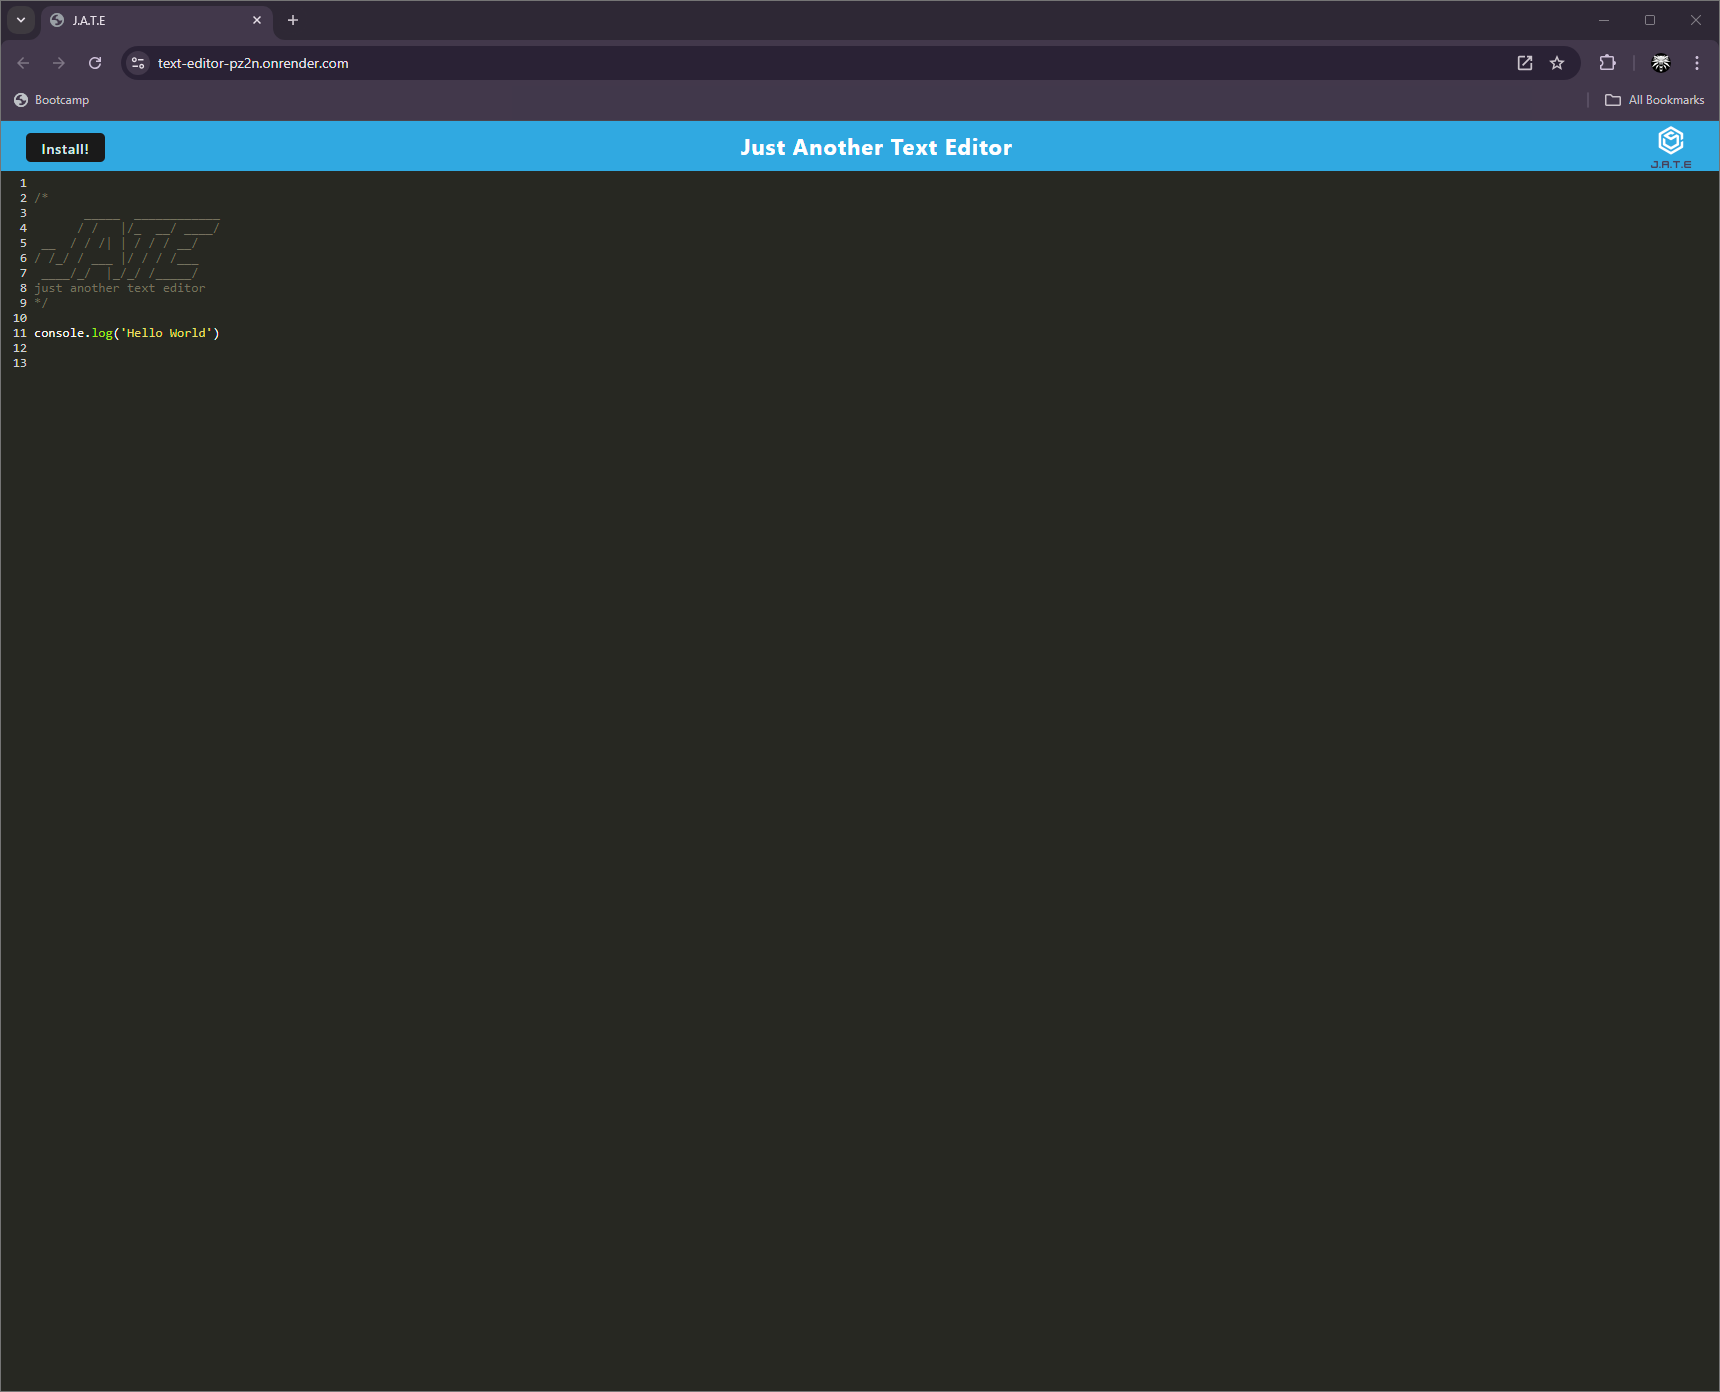 J.A.T.E
text-editor-pz2n.onrender.com
Bootcamp
All Bookmarks
Install!
Just Another Text Editor
J.A.T.E
1
2 /*
3        _____  ____________
4       / /   |/_  __/ ____/
5  __  / / /| | / / / __/
6 / /_/ / ___ |/ / / /___
7  ____/_/  |_/_/ /_____/
8 just another text editor
9 */
10
11 console.log('Hello World')
12
13